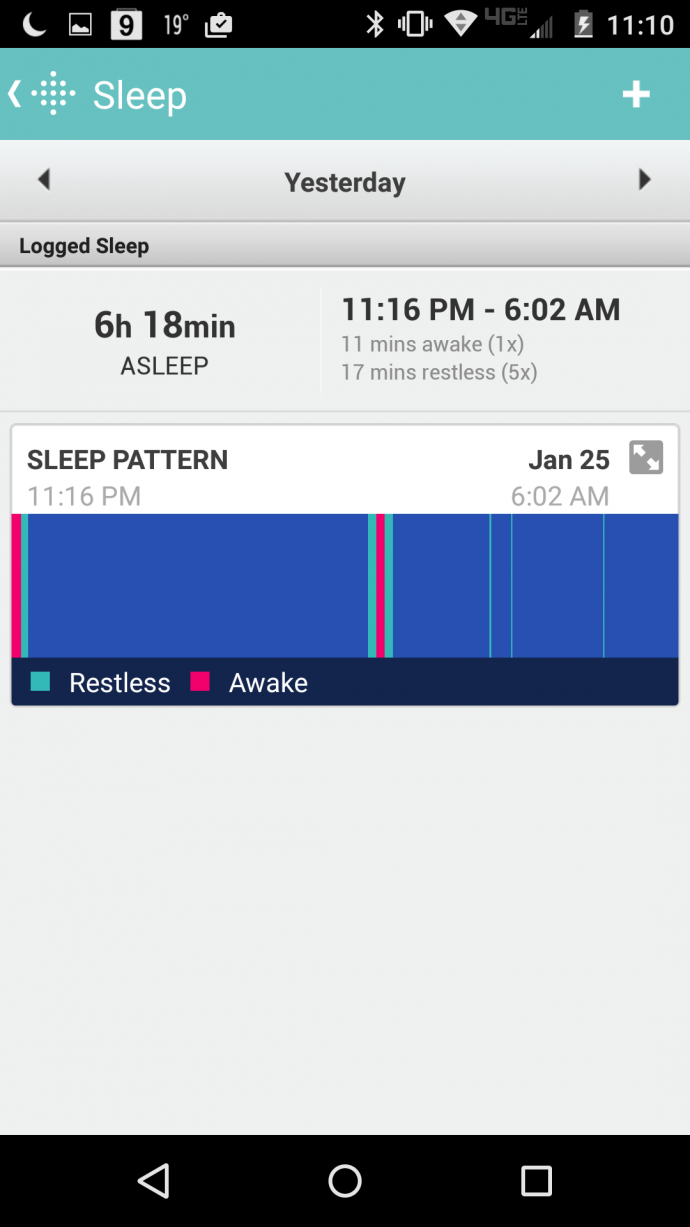 9 19° 4G LTE 11:10
Sleep
Yesterday
Logged Sleep
6h 18min
ASLEEP
11:16 PM - 6:02 AM
11 mins awake (1x)
17 mins restless (5x)
SLEEP PATTERN Jan 25
11:16 PM 6:02 AM
Restless Awake